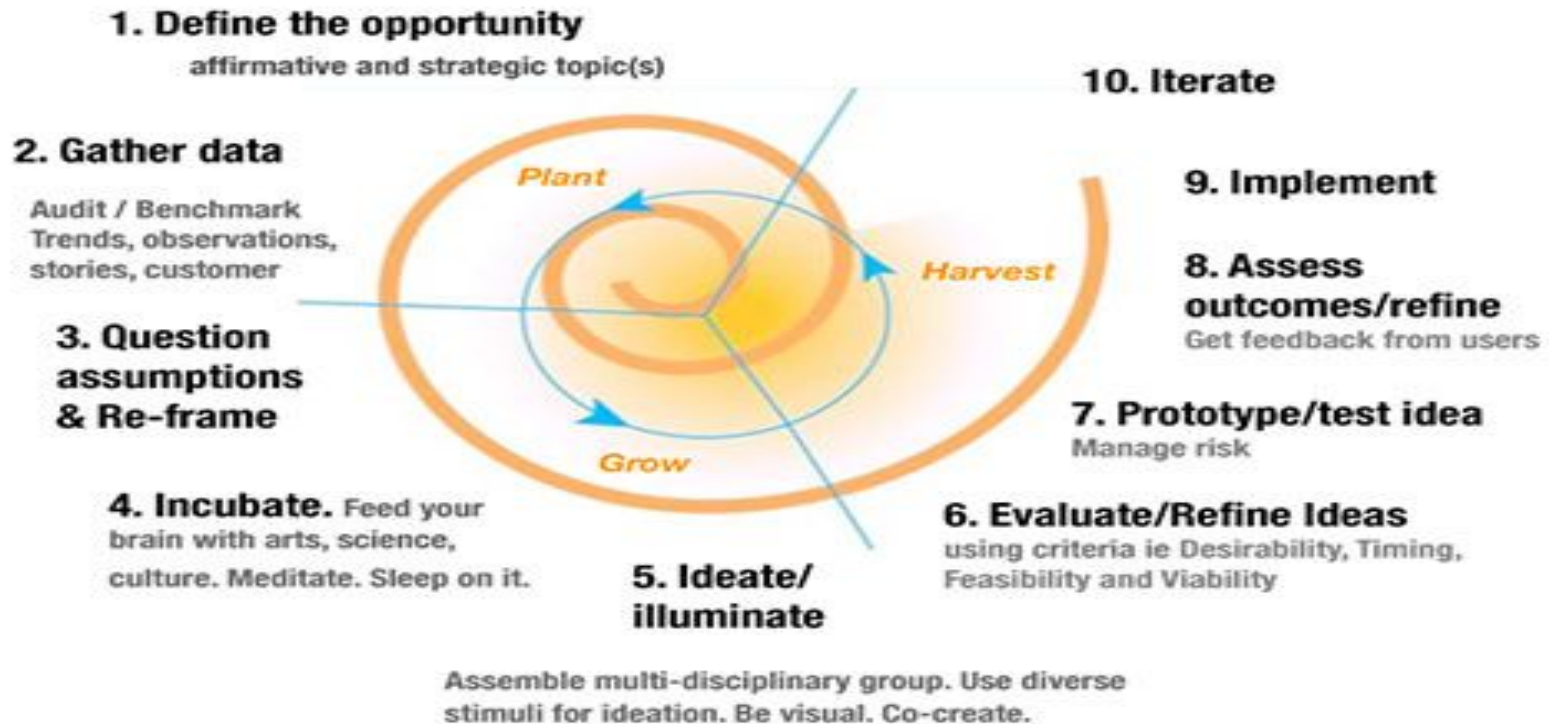 1. Define the opportunity
affirmative and strategic topic(s)
2. Gather data
Audit / Benchmark
Trends, observations,
stories, customer
3. Question
assumptions
& Re-frame
4. Incubate. Feed your
brain with arts, science,
culture. Meditate. Sleep on it.
5. Ideate/
illuminate
Assemble multi-disciplinary group. Use diverse
stimuli for ideation. Be visual. Co-create.
6. Evaluate/Refine Ideas
using criteria ie Desirability, Timing,
Feasibility and Viability
7. Prototype/test idea
Manage risk
8. Assess
outcomes/refine
Get feedback from users
9. Implement
10. Iterate
Plant
Grow
Harvest